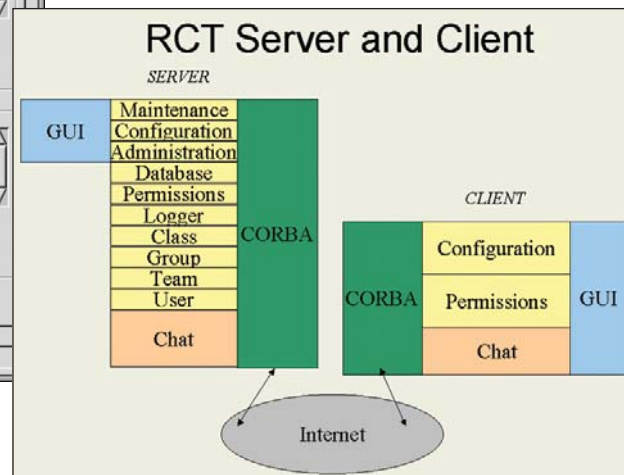 RCT Server and Client
SERVER
GUI
Maintenance
Configuration
Administration
Database
Permissions
Logger
Class
Group
Team
User
Chat
CORBA
CLIENT
CORBA
Configuration
Permissions
Chat
GUI
Internet